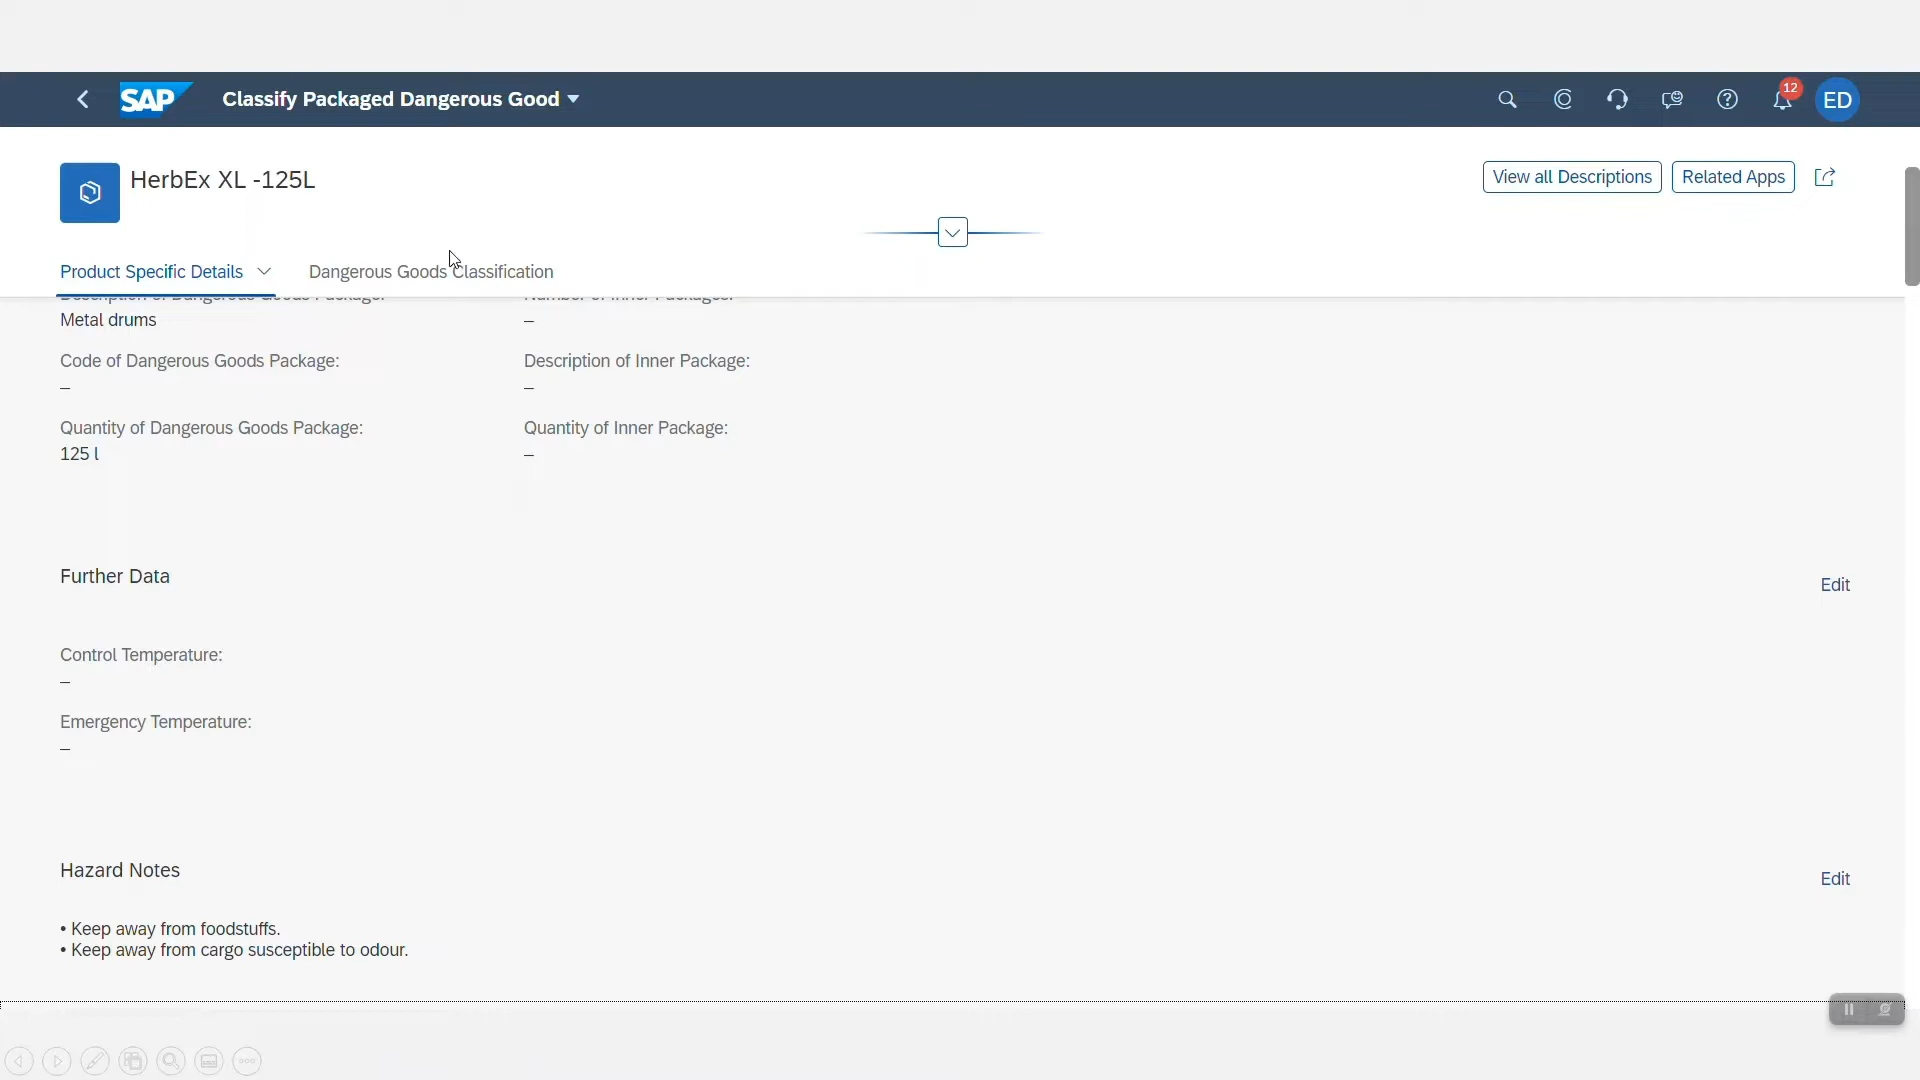 SAP
Classify Packaged Dangerous Good
12
ED
HerbEx XL -125L
View all Descriptions
Related Apps
Product Specific Details
Dangerous Goods Classification
Description of Dangerous Goods Package:
Number of Inner Packages:
Metal drums
–
Code of Dangerous Goods Package:
Description of Inner Package:
–
–
Quantity of Dangerous Goods Package:
Quantity of Inner Package:
125 l
–
Further Data
Edit
Control Temperature:
–
Emergency Temperature:
–
Hazard Notes
Edit
• Keep away from foodstuffs.
• Keep away from cargo susceptible to odour.